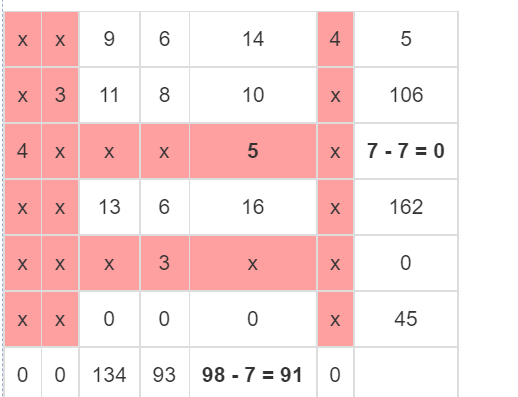 x x 9 6 14 4 5
x 3 11 8 10 x 106
4 x x x 5 x 7 - 7 = 0
x x 13 6 16 x 162
x x x 3 x x 0
x x 0 0 0 x 45
0 0 134 93 98 - 7 = 91 0